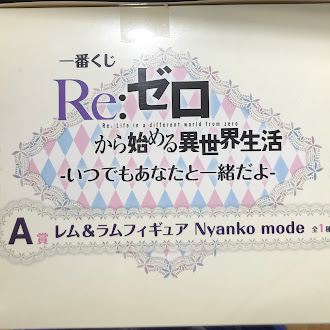 一番くじ
Re:ゼロ
Re: Life in a different world from zero
から始める異世界生活
-いつでもあなたと一緒だよ-
A賞 レム&ラムフィギュア Nyanko mode 全1種